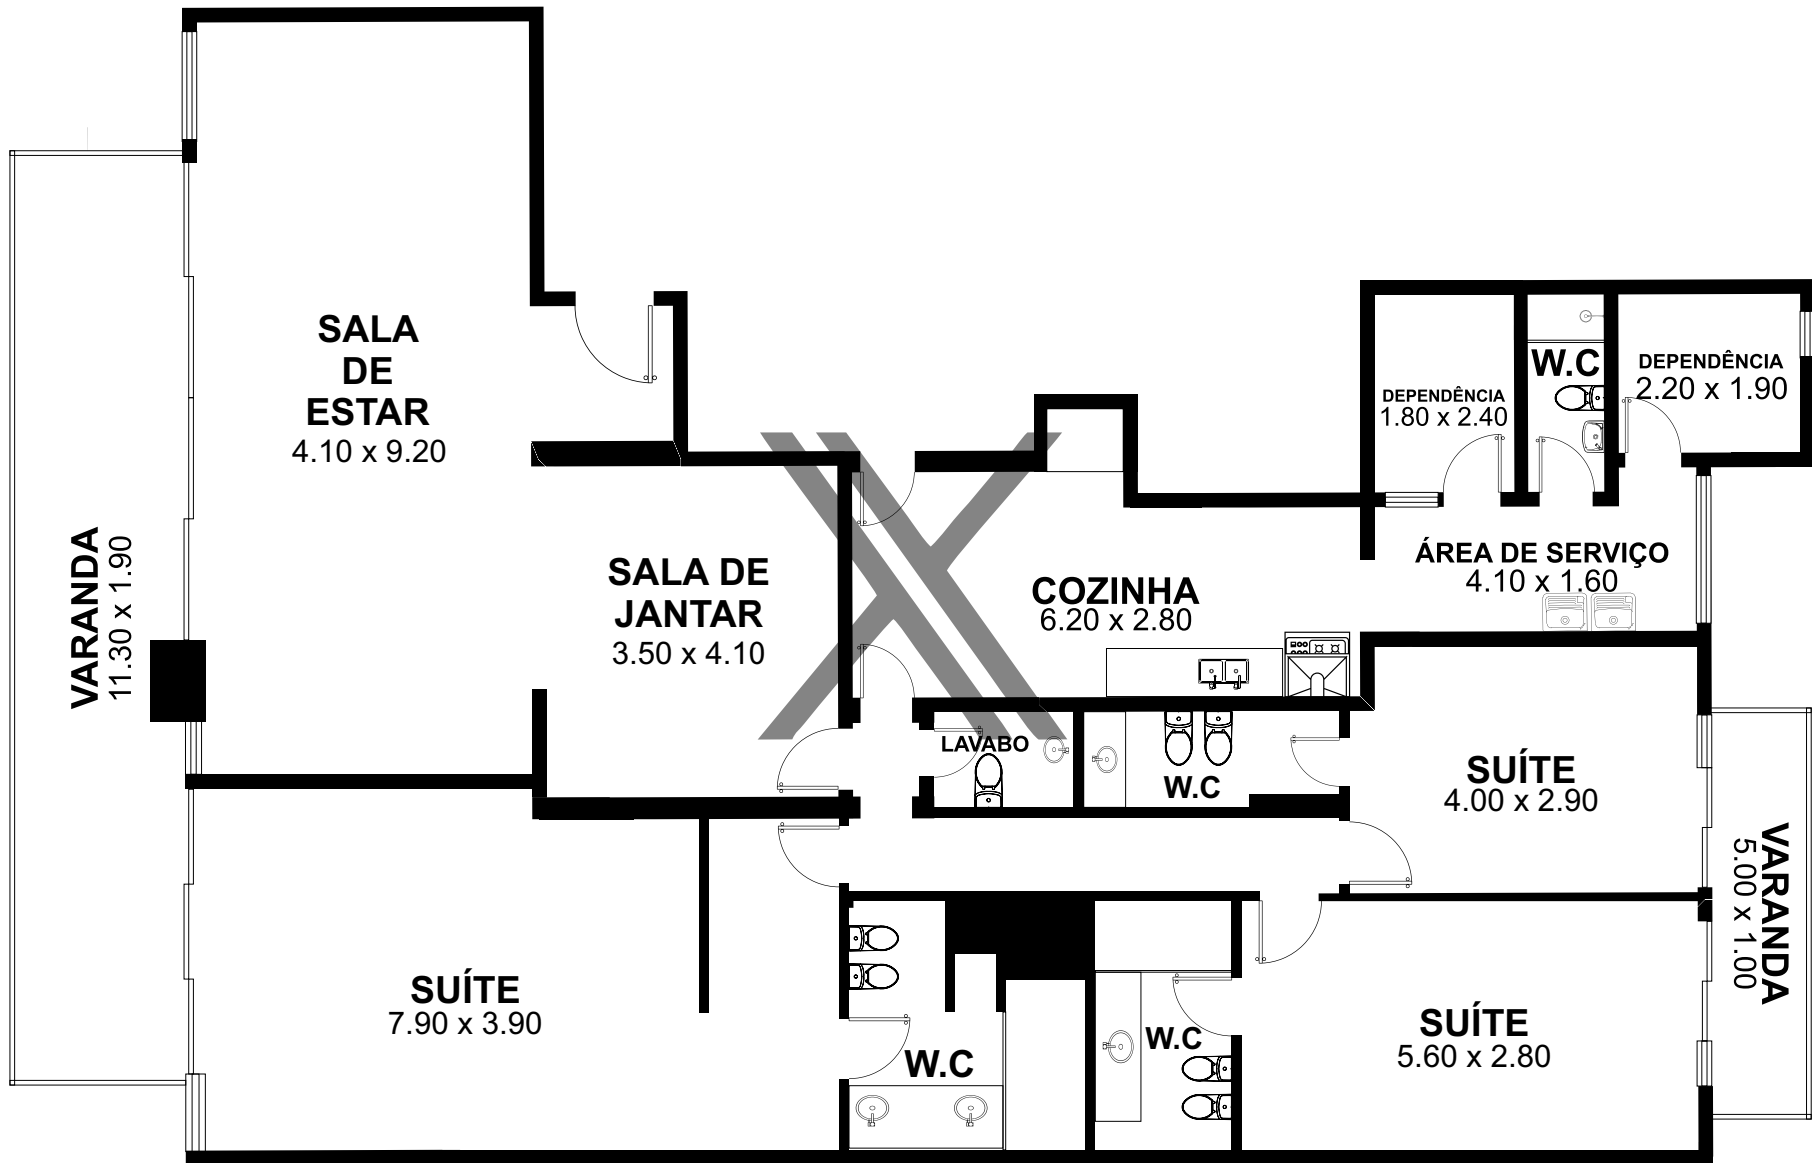 SALA
DE
ESTAR
4.10 x 9.20
VARANDA
11.30 x 1.90
SALA DE
JANTAR
3.50 x 4.10
COZINHA
6.20 x 2.80
DEPENDÊNCIA
1.80 x 2.40
W.C
DEPENDÊNCIA
2.20 x 1.90
ÁREA DE SERVIÇO
4.10 x 1.60
LAVABO
W.C
SUÍTE
4.00 x 2.90
VARANDA
5.00 x 1.00
SUÍTE
7.90 x 3.90
W.C
W.C
SUÍTE
5.60 x 2.80